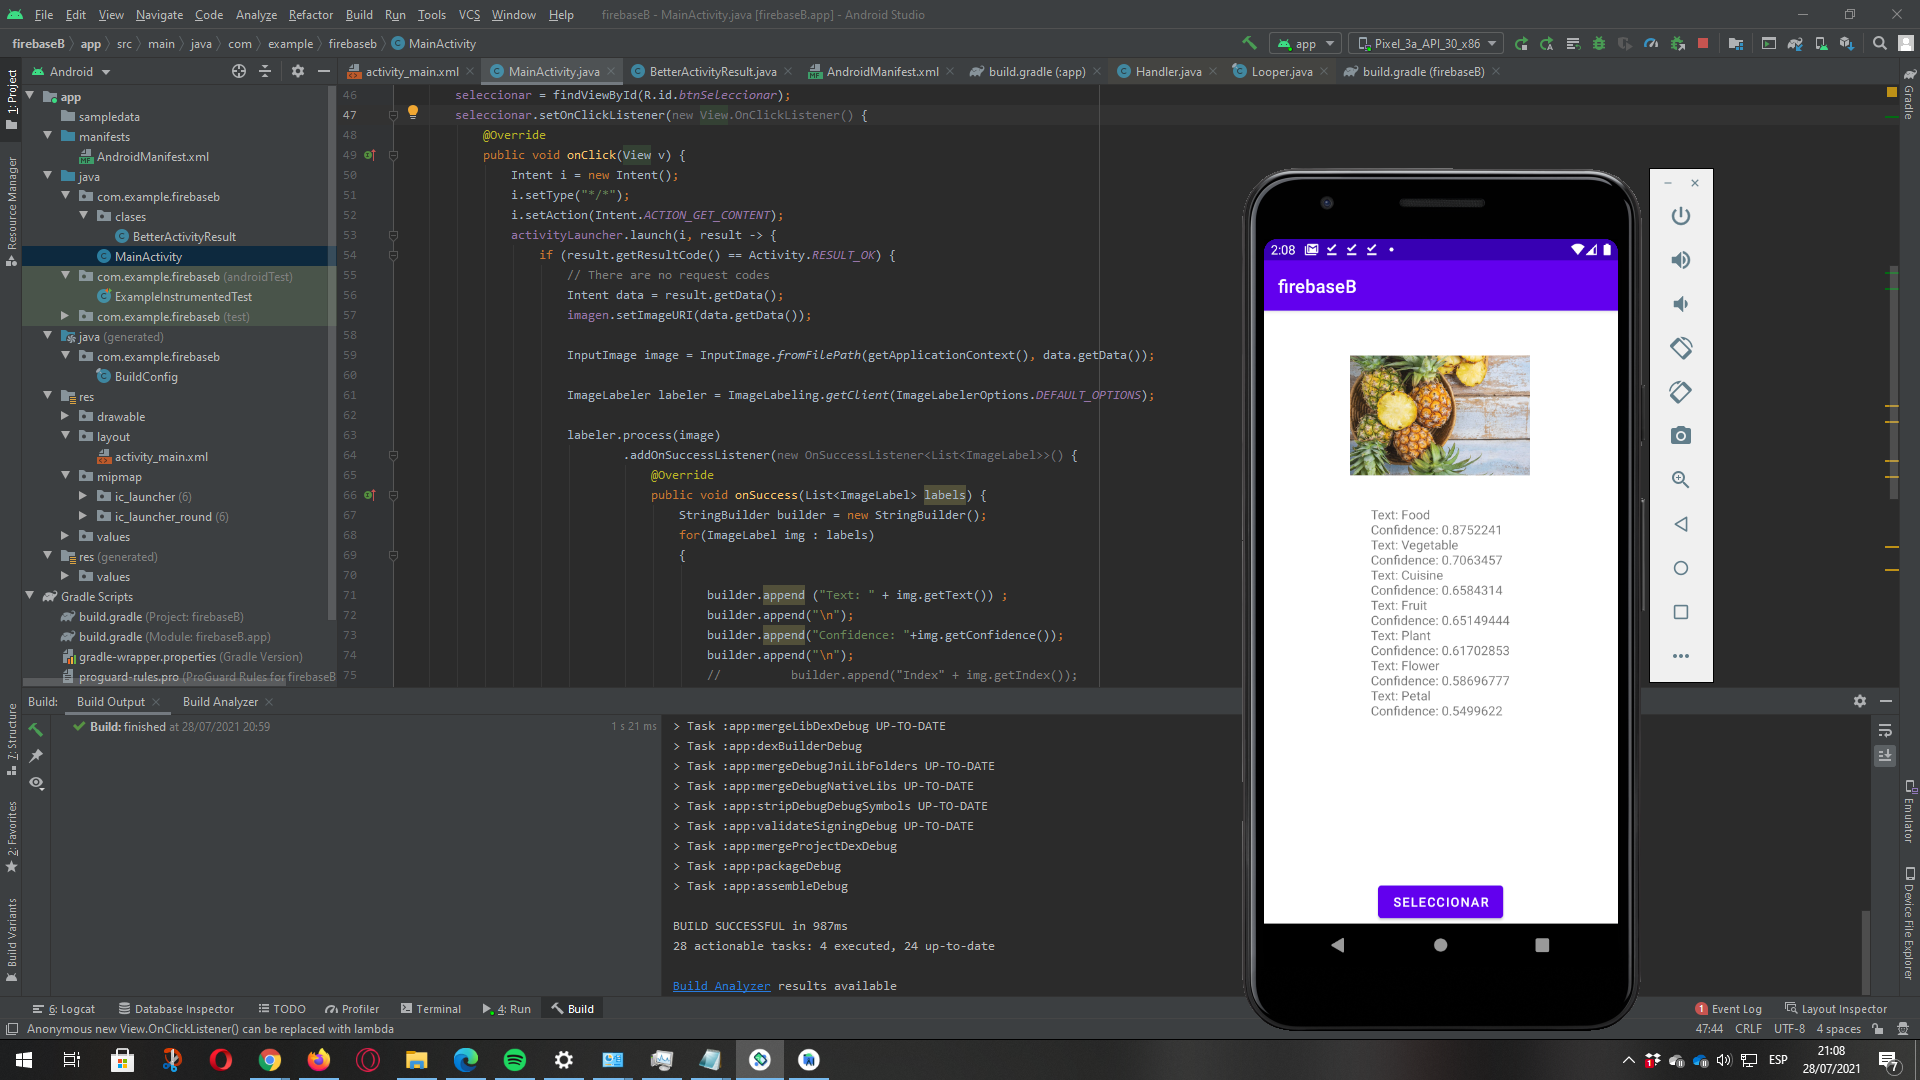 File Edit View Navigate Code Analyze Refactor Build Run Tools VCS Window Help firebaseB - MainActivity.java [firebaseB.app] - Android Studio
firebaseB app src main java com example firebaseb MainActivity app Pixel_3a_API_30_x86
Android activity_main.xml MainActivity.java BetterActivityResult.java AndroidManifest.xml build.gradle (:app) Handler.java Looper.java build.gradle (firebaseB)
1: Project
Resource Manager
7: Structure
2: Favorites
Build Variants
app
sampledata
manifests
AndroidManifest.xml
java
com.example.firebaseb
clases
BetterActivityResult
MainActivity
com.example.firebaseb (androidTest)
ExampleInstrumentedTest
com.example.firebaseb (test)
java (generated)
com.example.firebaseb
BuildConfig
res
drawable
layout
activity_main.xml
mipmap
ic_launcher (6)
ic_launcher_round (6)
values
res (generated)
values
Gradle Scripts
build.gradle (Project: firebaseB)
build.gradle (Module: firebaseB.app)
gradle-wrapper.properties (Gradle Version)
proguard-rules.pro (ProGuard Rules for firebaseB
46 seleccionar = findViewById(R.id.btnSeleccionar);
47 seleccionar.setOnClickListener(new View.OnClickListener() {
48 @Override
49 public void onClick(View v) {
50 Intent i = new Intent();
51 i.setType("*/*");
52 i.setAction(Intent.ACTION_GET_CONTENT);
53 activityLauncher.launch(i, result -> {
54 if (result.getResultCode() == Activity.RESULT_OK) {
55 // There are no request codes
56 Intent data = result.getData();
57 imagen.setImageURI(data.getData());
58
59 InputImage image = InputImage.fromFilePath(getApplicationContext(), data.getData());
60
61 ImageLabeler labeler = ImageLabeling.getClient(ImageLabelerOptions.DEFAULT_OPTIONS);
62
63 labeler.process(image)
64 .addOnSuccessListener(new OnSuccessListener<List<ImageLabel>>() {
65 @Override
66 public void onSuccess(List<ImageLabel> labels) {
67 StringBuilder builder = new StringBuilder();
68 for(ImageLabel img : labels)
69 {
70
71 builder.append ("Text: " + img.getText()) ;
72 builder.append("\n");
73 builder.append("Confidence: "+img.getConfidence());
74 builder.append("\n");
75 // builder.append("Index" + img.getIndex());
2:08
firebaseB
Text: Food
Confidence: 0.8752241
Text: Vegetable
Confidence: 0.7063457
Text: Cuisine
Confidence: 0.6584314
Text: Fruit
Confidence: 0.65149444
Text: Plant
Confidence: 0.61702853
Text: Flower
Confidence: 0.58696777
Text: Petal
Confidence: 0.5499622
SELECCIONAR
Gradle
Emulator
Device File Explorer
Build: Build Output Build Analyzer
Build: finished at 28/07/2021 20:59 1 s 21 ms
> Task :app:mergeLibDexDebug UP-TO-DATE
> Task :app:dexBuilderDebug
> Task :app:mergeDebugJniLibFolders UP-TO-DATE
> Task :app:mergeDebugNativeLibs UP-TO-DATE
> Task :app:stripDebugDebugSymbols UP-TO-DATE
> Task :app:validateSigningDebug UP-TO-DATE
> Task :app:mergeProjectDexDebug
> Task :app:packageDebug
> Task :app:assembleDebug
BUILD SUCCESSFUL in 987ms
28 actionable tasks: 4 executed, 24 up-to-date
Build Analyzer results available
6: Logcat Database Inspector TODO Profiler Terminal 4: Run Build 1 Event Log Layout Inspector
Anonymous new View.OnClickListener() can be replaced with lambda 47:44 CRLF UTF-8 4 spaces
ESP
21:08
28/07/2021
7